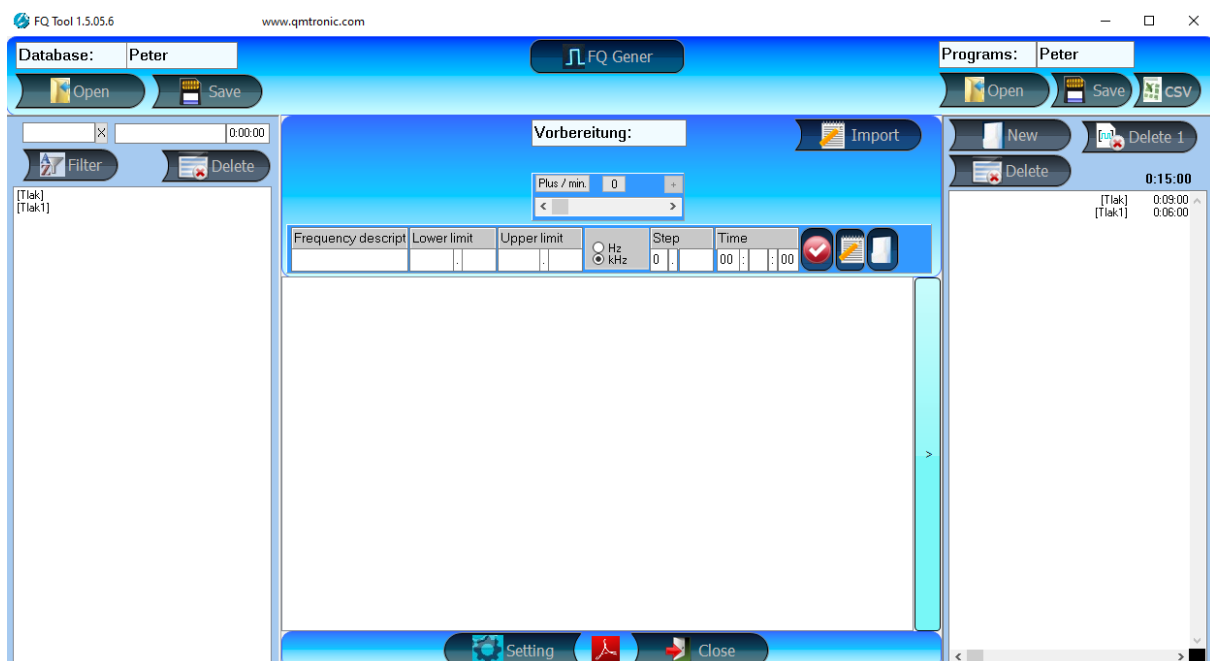 FQ Tool 1.5.05.6 www.qmtronic.com
Database: Peter
FQ Gener
Programs: Peter
Open Save
Open Save CSV
X 0:00:00
Filter Delete
[Tlak]
[Tlak1]
Vorbereitung: Import
Plus / min. 0 +
< >
Frequency descript Lower limit Upper limit Hz kHz Step Time
. . 0 . 00 : : 00
>
New Delete 1
Delete 0:15:00
[Tlak] 0:09:00
[Tlak1] 0:06:00
Setting Close
< >